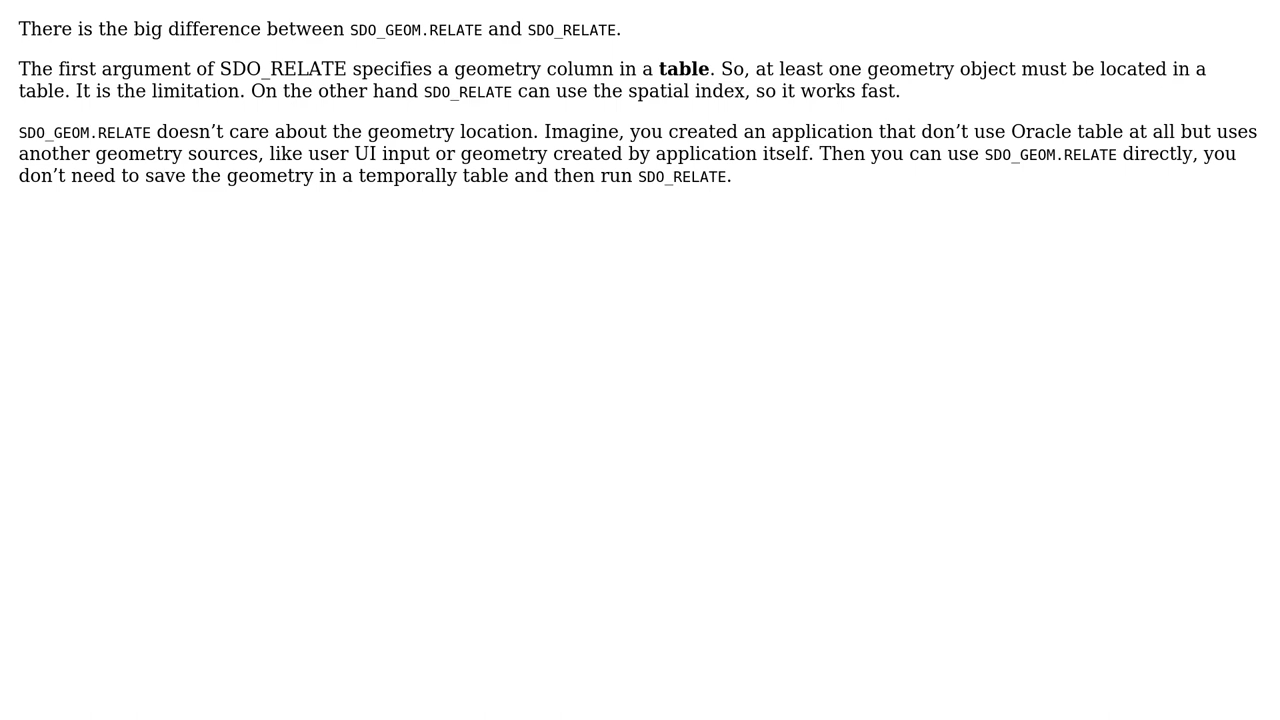 There is the big difference between SDO_GEOM.RELATE and SDO_RELATE.
The first argument of SDO_RELATE specifies a geometry column in a table. So, at least one geometry object must be located in a
table. It is the limitation. On the other hand SDO_RELATE can use the spatial index, so it works fast.
SDO_GEOM.RELATE doesn’t care about the geometry location. Imagine, you created an application that don’t use Oracle table at all but uses
another geometry sources, like user UI input or geometry created by application itself. Then you can use SDO_GEOM.RELATE directly, you
don’t need to save the geometry in a temporally table and then run SDO_RELATE.